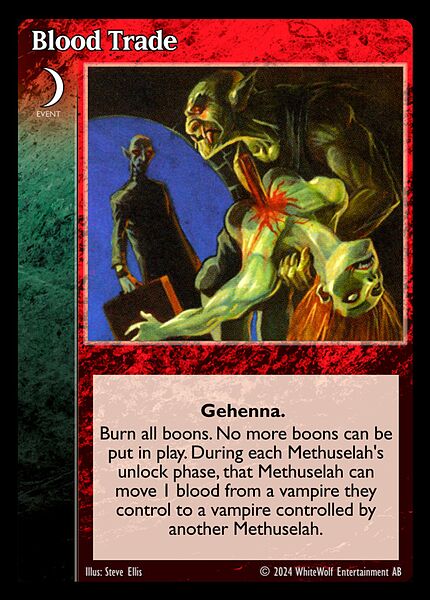 Blood Trade
EVENT
Gehenna.
Burn all boons. No more boons can be
put in play. During each Methuselah's
unlock phase, that Methuselah can
move 1 blood from a vampire they
control to a vampire controlled by
another Methuselah.
Illus: Steve Ellis
© 2024 WhiteWolf Entertainment AB